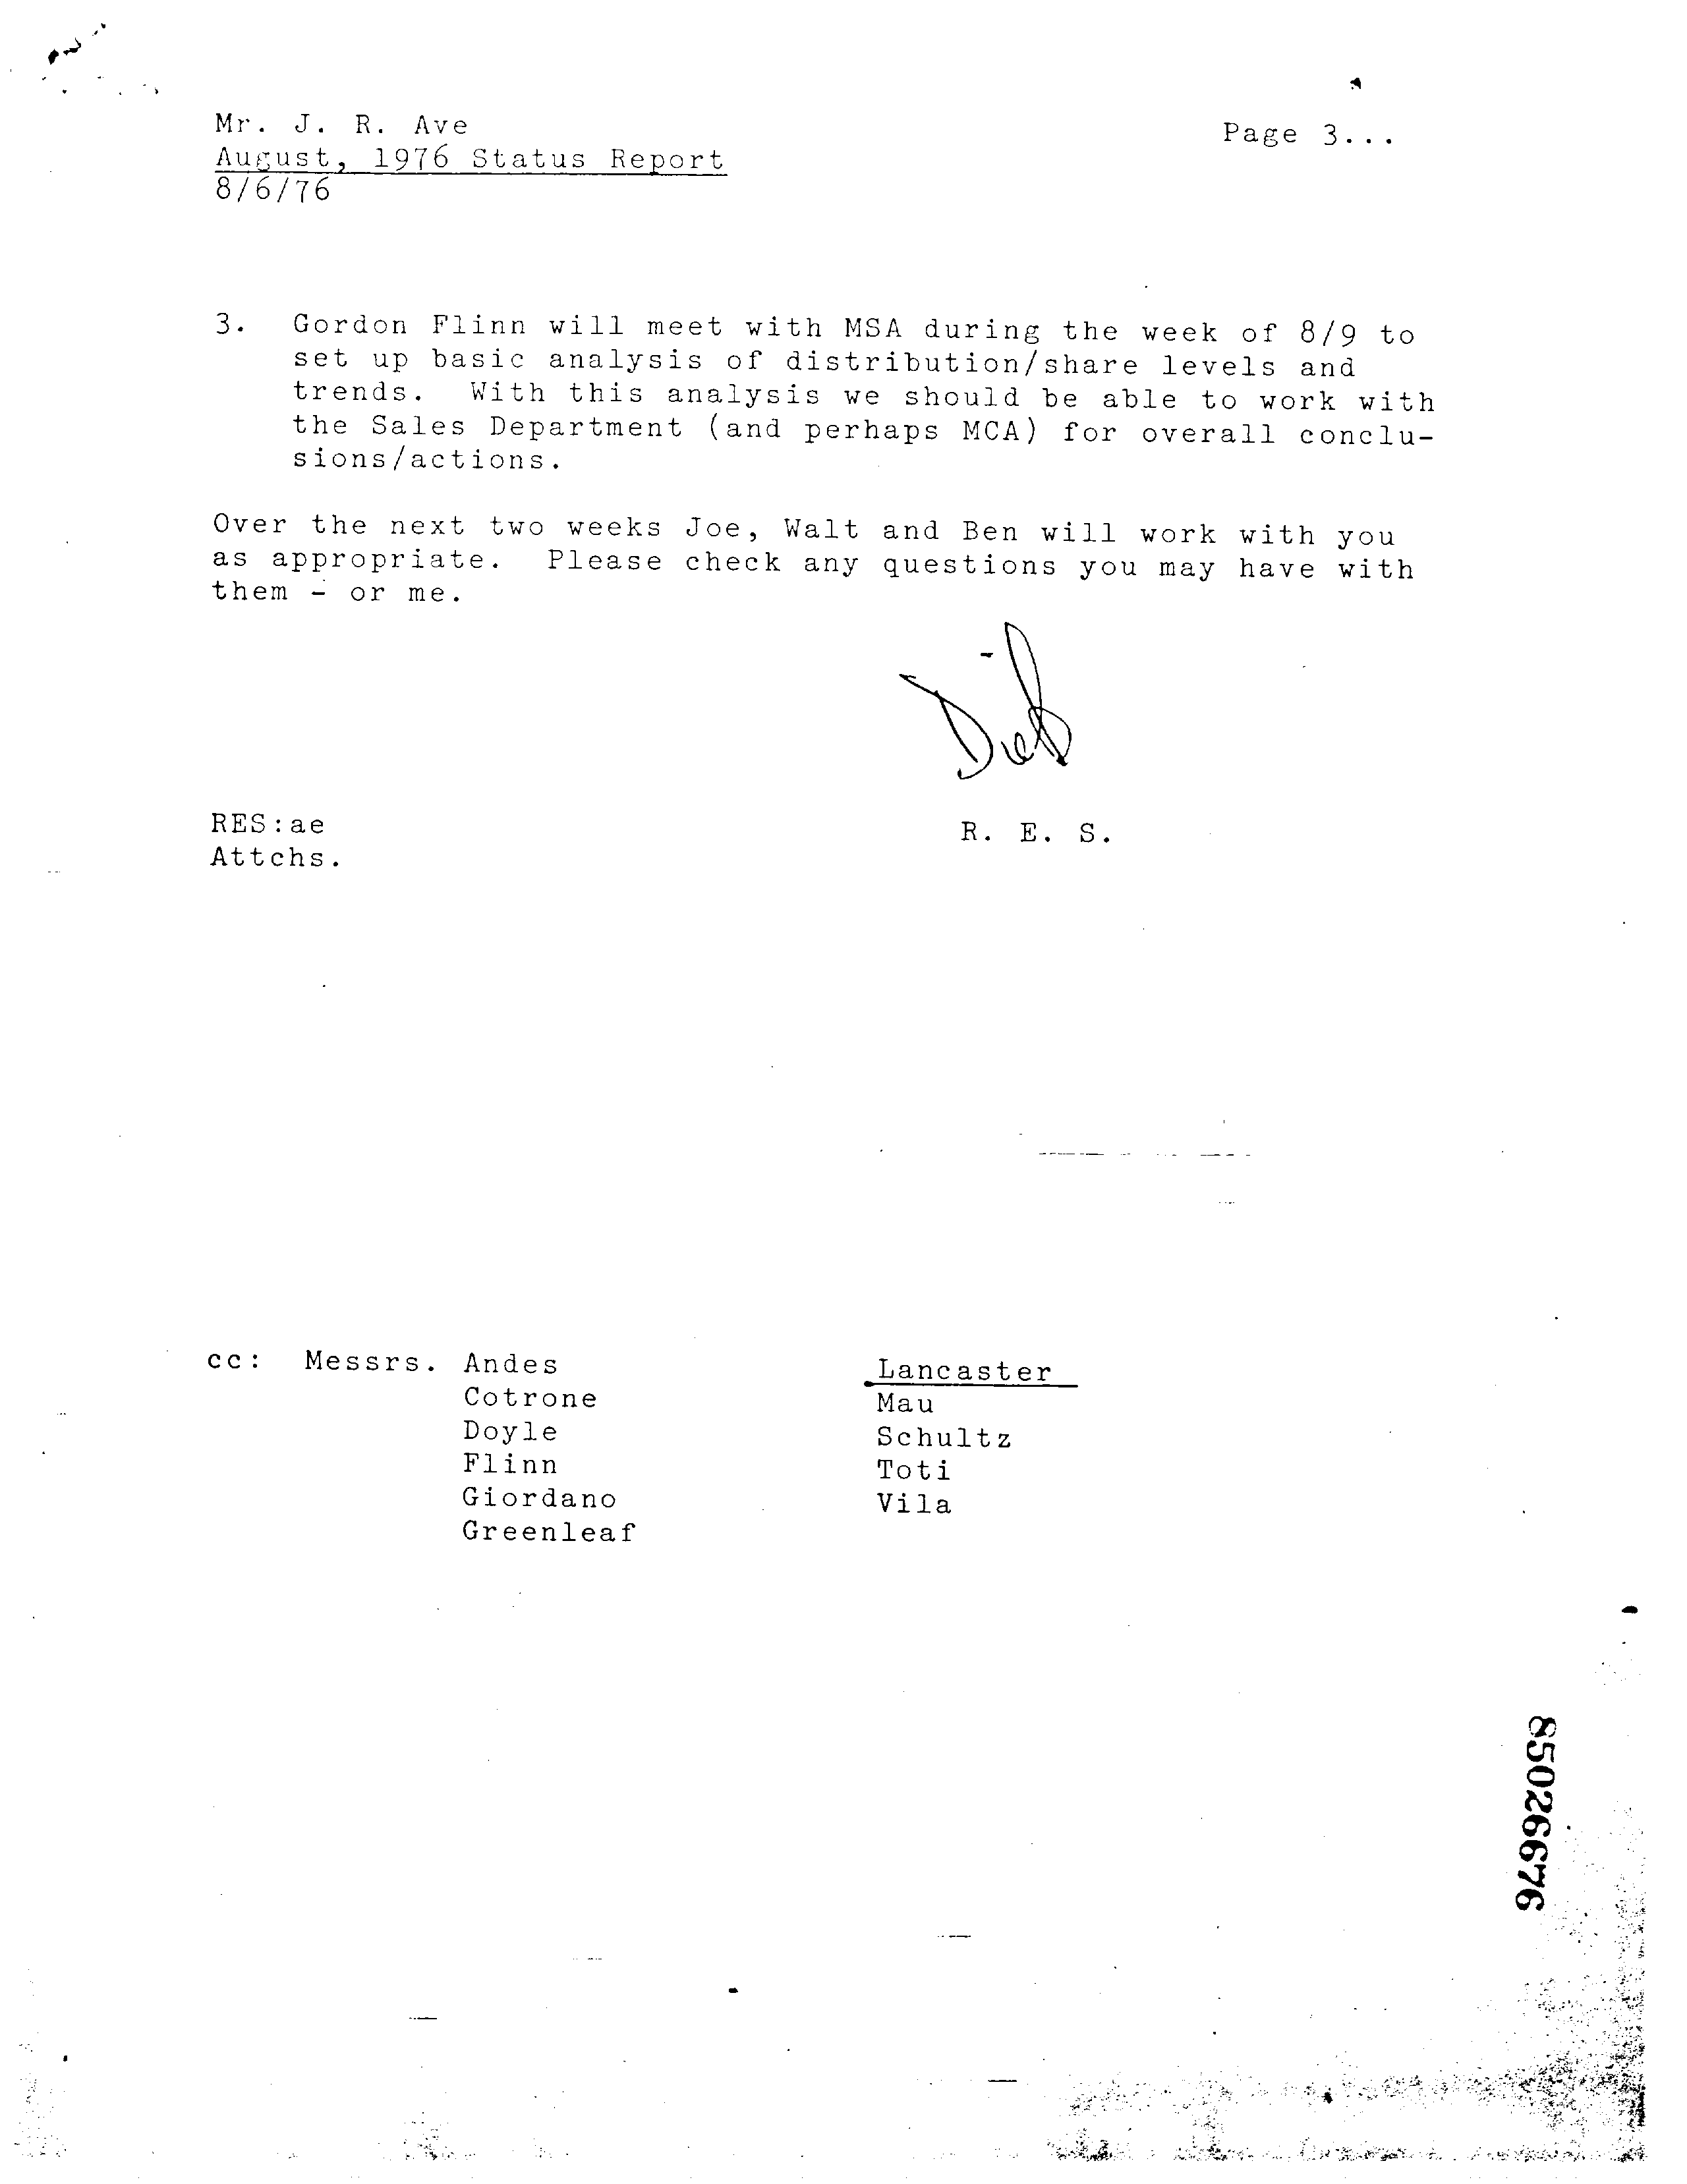 Mr. J. R. Ave
Page 3...
August, 1976 Status Report
8/6/76
3. Gordon Flinn will meet with MSA during the week of 8/9 to
set up basic analysis of distribution/share levels and
trends. With this analysis we should be able to work with
the Sales Department (and perhaps MCA) for overall conclu-
sions/actions.
Over the next two weeks Joe, Walt and Ben will work with you
as appropriate. Please check any questions you may have with
them - or me.
RES:ae
R. E. S.
Attchs.
cc: Messrs. Andes
Cotrone
Doyle
Flinn
Giordano
Greenleaf
Lancaster
Mau
Schultz
Toti
Vila
85026676